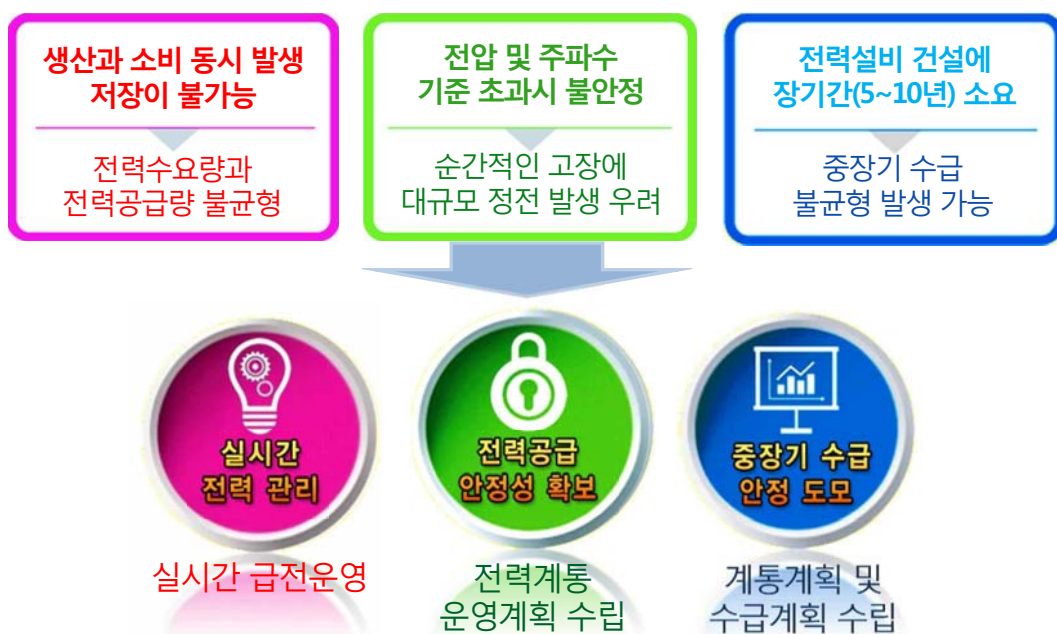 생산과 소비 동시 발생
저장이 불가능
전력수요량과
전력공급량 불균형
전압 및 주파수
기준 초과시 불안정
순간적인 고장에
대규모 정전 발생 우려
전력설비 건설에
장기간(5~10년) 소요
중장기 수급
불균형 발생 가능
실시간
전력 관리
실시간 급전운영
전력공급
안정성 확보
전력계통
운영계획 수립
중장기 수급
안정 도모
계통계획 및
수급계획 수립